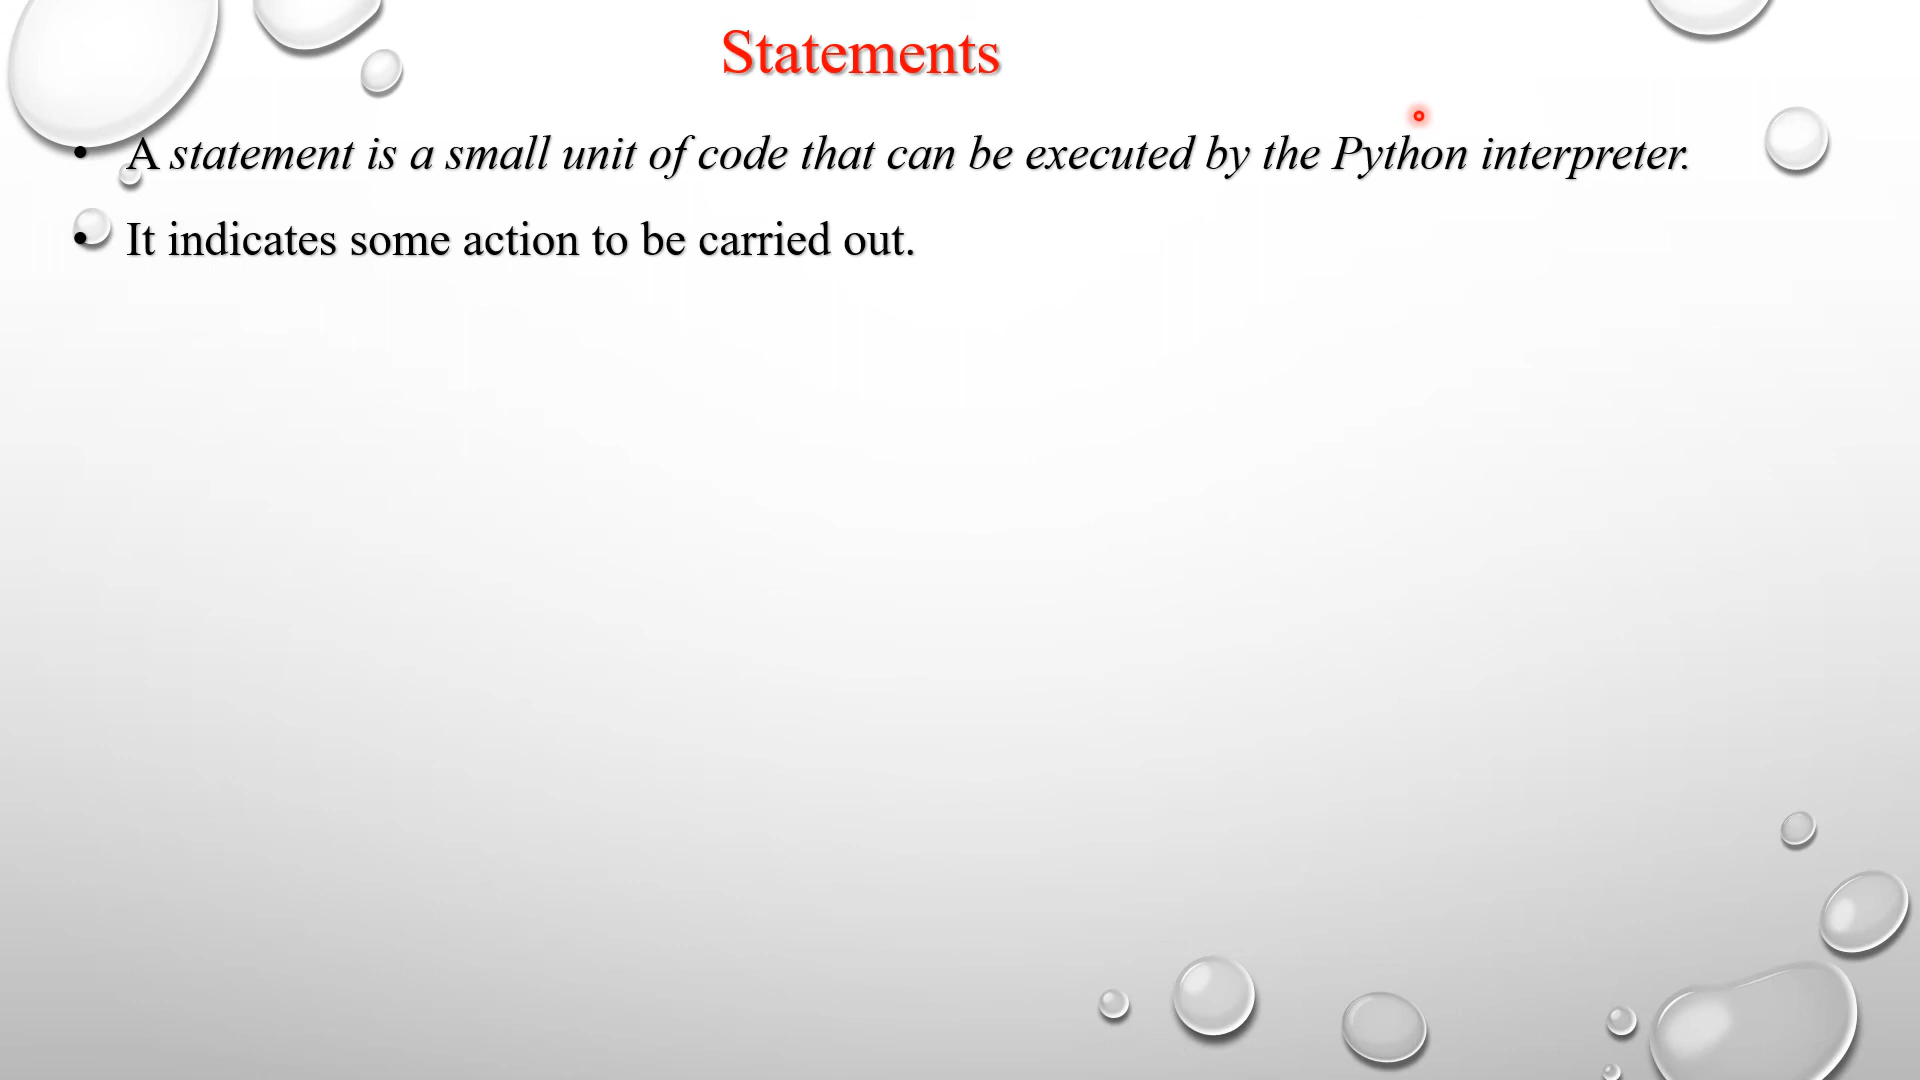 Statements
• A statement is a small unit of code that can be executed by the Python interpreter.
• It indicates some action to be carried out.